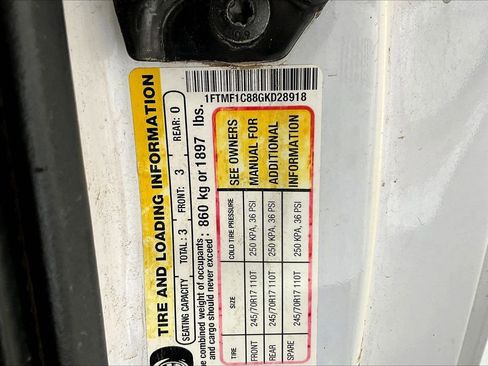 1FTMF1C88GKD28918
TIRE AND LOADING INFORMATION
SEATING CAPACITY TOTAL: 3 FRONT: 3 REAR: 0
The combined weight of occupants
and cargo should never exceed : 860 kg or 1897 lbs.
TIRE SIZE COLD TIRE PRESSURE SEE OWNERS
FRONT 245/70R17 110T 250 KPA, 36 PSI MANUAL FOR
REAR 245/70R17 110T 250 KPA, 36 PSI ADDITIONAL
SPARE 245/70R17 110T 250 KPA, 36 PSI INFORMATION